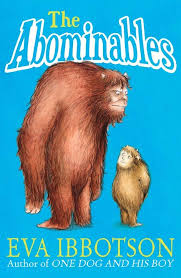 The
Abominables
EVA IBBOTSON
Author of ONE DOG AND HIS BOY